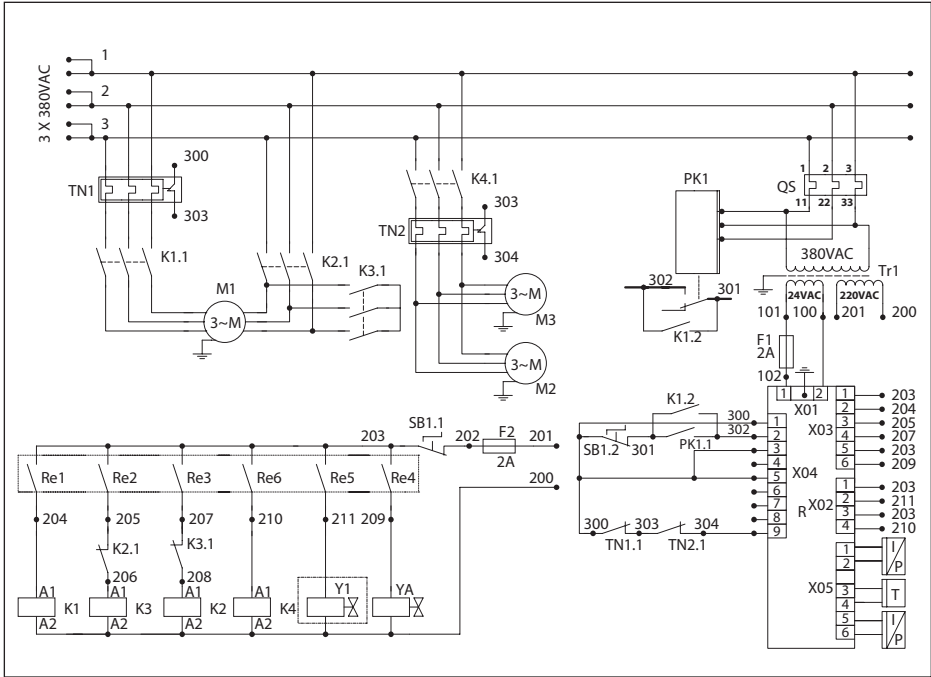 1
2
3
3 X 380VAC
300
TN1
303
K1.1
M1
3~M
K2.1
K3.1
K4.1
303
TN2
304
3~M
M3
3~M
M2
PK1
302
301
K1.2
1 2 3
QS
11 22 33
380VAC
Tr1
24VAC 220VAC
101 100 201 200
F1
2A
102
1 2
X01
1 203
2 204
X03
3 205
4 207
5 203
6 209
1 203
X02
2 211
3 203
4 210
1
2
X05
3
4
5
6
I/P
T
I/P
K1.2
300
302
SB1.2 301 PK1.1
1
2
3
4
X04
5
6
7
R
8
9
300 303 304
TN1.1 TN2.1
203 SB1.1 202 F2 201
2A
200
Re1 Re2 Re3 Re6 Re5 Re4
204 205 207 210 211 209
K2.1 K3.1
206 208
A1 A1 A1 A1 Y1 YA
K1 K3 K2 K4
A2 A2 A2 A2